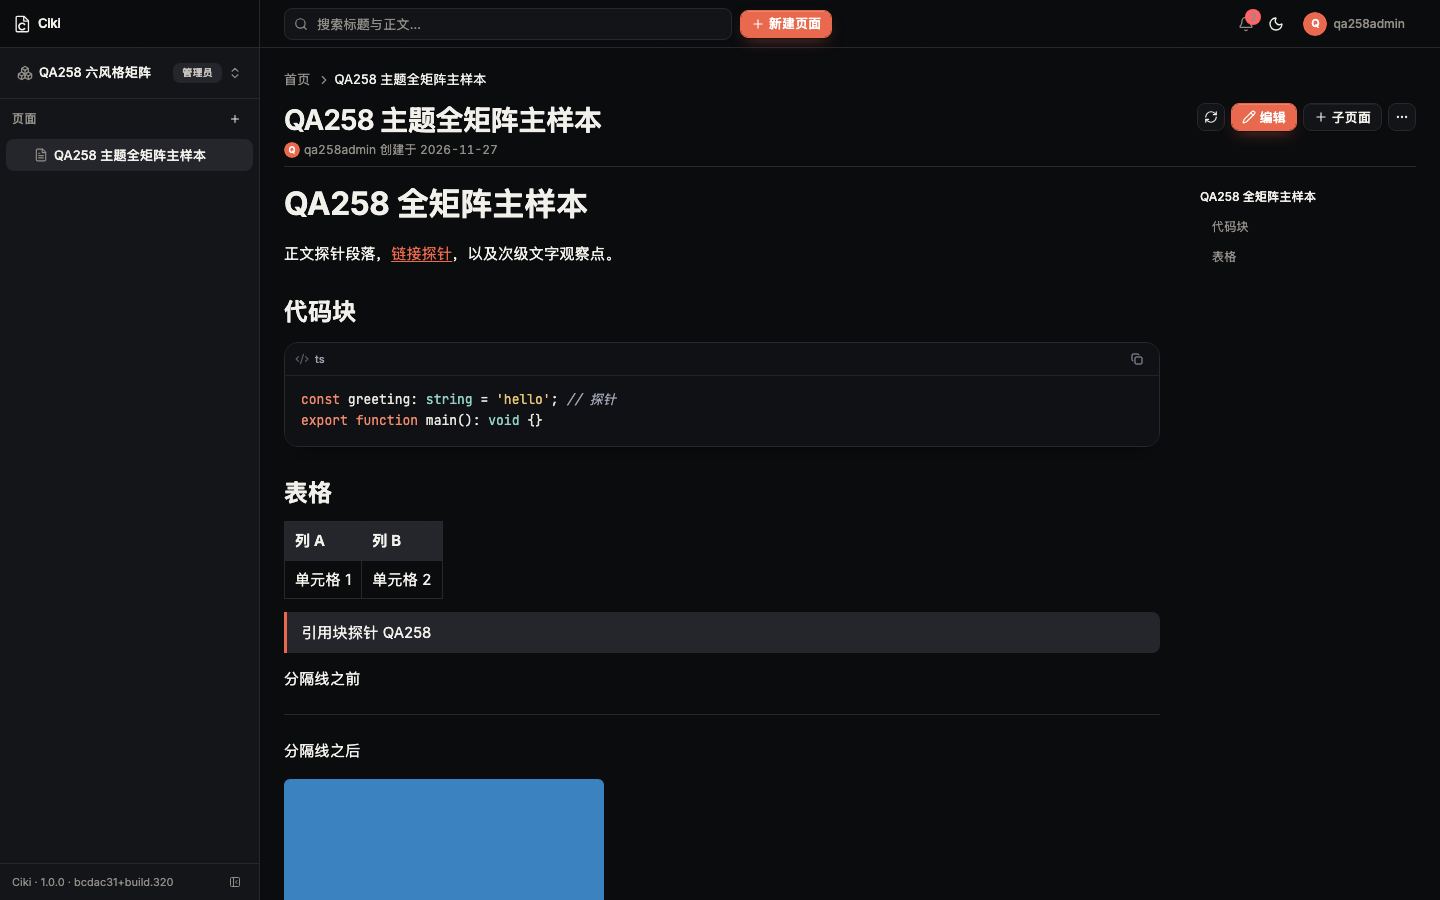 Ciki
搜索标题与正文...
新建页面
Q qa258admin
QA258 六风格矩阵 管理员
页面
QA258 主题全矩阵主样本
首页 > QA258 主题全矩阵主样本
QA258 主题全矩阵主样本
编辑
子页面
Q qa258admin 创建于 2026-11-27
QA258 全矩阵主样本
正文探针段落，链接探针，以及次级文字观察点。
代码块
ts
const greeting: string = 'hello'; // 探针
export function main(): void {}
表格
列 A 列 B
单元格 1 单元格 2
引用块探针 QA258
分隔线之前
分隔线之后
QA258 全矩阵主样本
代码块
表格
Ciki · 1.0.0 · bcdac31+build.320